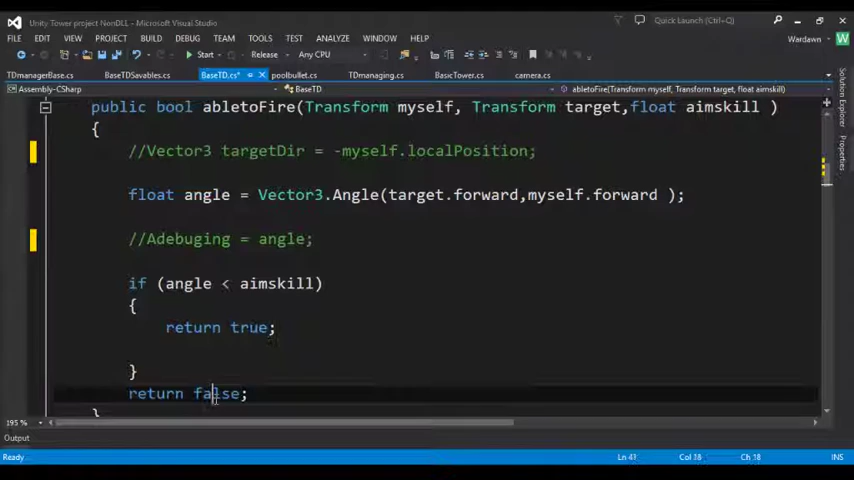 Unity Tower project NonDLL - Microsoft Visual Studio
Quick Launch (Ctrl+Q)
FILE EDIT VIEW PROJECT BUILD DEBUG TEAM TOOLS TEST ANALYZE WINDOW HELP
Wardawn W
Start Release Any CPU
TDmanagerBase.cs BaseTDSavables.cs BaseTD.cs* poolbullet.cs TDmanaging.cs BasicTower.cs camera.cs
Assembly-CSharp BaseTD abletoFire(Transform myself, Transform target, float aimskill)
public bool abletoFire(Transform myself, Transform target,float aimskill )
{
//Vector3 targetDir = -myself.localPosition;
float angle = Vector3.Angle(target.forward,myself.forward );
//Adebuging = angle;
if (angle < aimskill)
{
return true;
}
return false;
}
195 %
Output
Ready... Ln 43 Col 18 Ch 18 INS
Solution Explorer
Properties